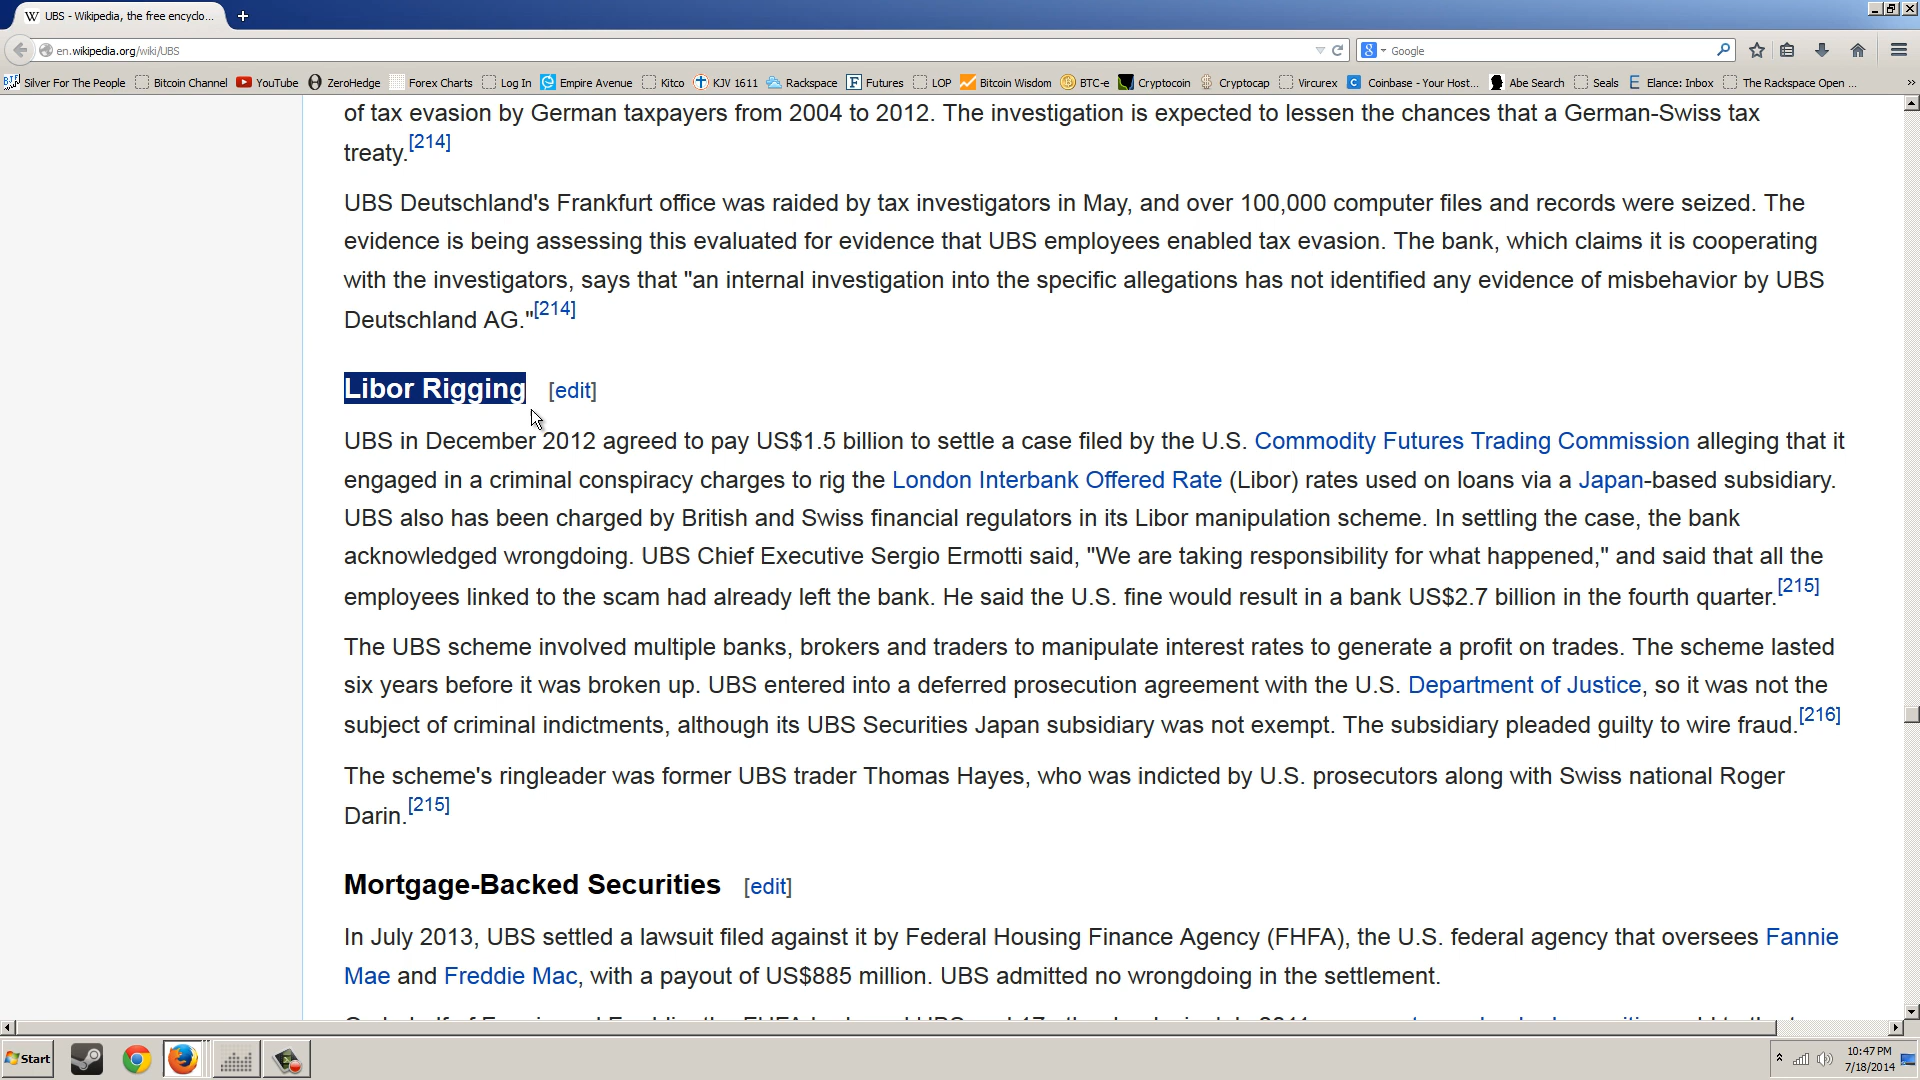 UBS - Wikipedia, the free encyclo...
en.wikipedia.org/wiki/UBS
Google
Silver For The People Bitcoin Channel YouTube ZeroHedge Forex Charts Log In Empire Avenue Kitco KJV 1611 Rackspace Futures LOP Bitcoin Wisdom BTC-e Cryptocoin Cryptocap Vircurex Coinbase - Your Host... Abe Search Seals Elance: Inbox The Rackspace Open ...
of tax evasion by German taxpayers from 2004 to 2012. The investigation is expected to lessen the chances that a German-Swiss tax
treaty.[214]
UBS Deutschland's Frankfurt office was raided by tax investigators in May, and over 100,000 computer files and records were seized. The
evidence is being assessing this evaluated for evidence that UBS employees enabled tax evasion. The bank, which claims it is cooperating
with the investigators, says that "an internal investigation into the specific allegations has not identified any evidence of misbehavior by UBS
Deutschland AG."[214]
Libor Rigging [edit]
UBS in December 2012 agreed to pay US$1.5 billion to settle a case filed by the U.S. Commodity Futures Trading Commission alleging that it
engaged in a criminal conspiracy charges to rig the London Interbank Offered Rate (Libor) rates used on loans via a Japan-based subsidiary.
UBS also has been charged by British and Swiss financial regulators in its Libor manipulation scheme. In settling the case, the bank
acknowledged wrongdoing. UBS Chief Executive Sergio Ermotti said, "We are taking responsibility for what happened," and said that all the
employees linked to the scam had already left the bank. He said the U.S. fine would result in a bank US$2.7 billion in the fourth quarter.[215]
The UBS scheme involved multiple banks, brokers and traders to manipulate interest rates to generate a profit on trades. The scheme lasted
six years before it was broken up. UBS entered into a deferred prosecution agreement with the U.S. Department of Justice, so it was not the
subject of criminal indictments, although its UBS Securities Japan subsidiary was not exempt. The subsidiary pleaded guilty to wire fraud.[216]
The scheme's ringleader was former UBS trader Thomas Hayes, who was indicted by U.S. prosecutors along with Swiss national Roger
Darin.[215]
Mortgage-Backed Securities [edit]
In July 2013, UBS settled a lawsuit filed against it by Federal Housing Finance Agency (FHFA), the U.S. federal agency that oversees Fannie
Mae and Freddie Mac, with a payout of US$885 million. UBS admitted no wrongdoing in the settlement.
Start
10:47 PM
7/18/2014